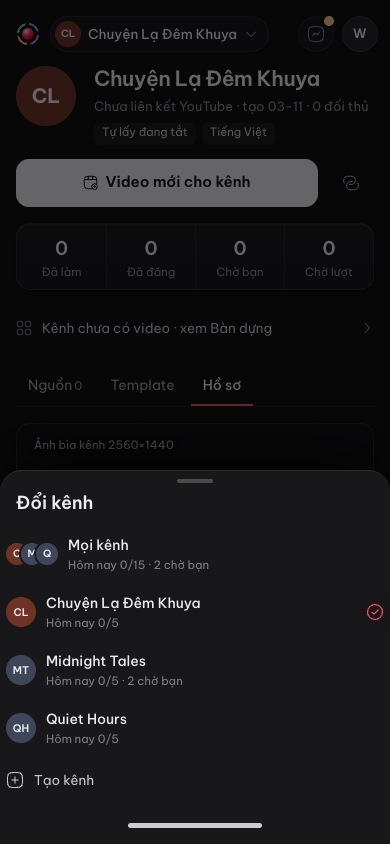 CL Chuyện Lạ Đêm Khuya W
CL
Chuyện Lạ Đêm Khuya
Chưa liên kết YouTube · tạo 03-11 · 0 đối thủ
Tự lấy đang tắt Tiếng Việt
Video mới cho kênh
0 0 0 0
Đã làm Đã đăng Chờ bạn Chờ lượt
Kênh chưa có video · xem Bàn dựng
Nguồn 0 Template Hồ sơ
Ảnh bìa kênh 2560×1440
Đổi kênh
C M Q Mọi kênh
Hôm nay 0/15 · 2 chờ bạn
CL Chuyện Lạ Đêm Khuya
Hôm nay 0/5
MT Midnight Tales
Hôm nay 0/5 · 2 chờ bạn
QH Quiet Hours
Hôm nay 0/5
Tạo kênh